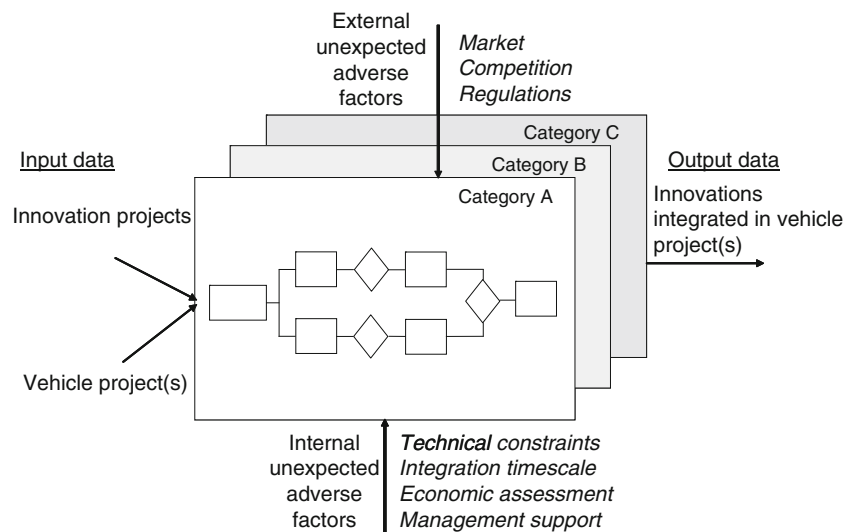 External
unexpected
adverse
factors
Market
Competition
Regulations
Category C
Category B
Category A
Input data
Innovation projects
Vehicle project(s)
Output data
Innovations
integrated in vehicle
project(s)
Internal
unexpected
adverse
factors
Technical constraints
Integration timescale
Economic assessment
Management support